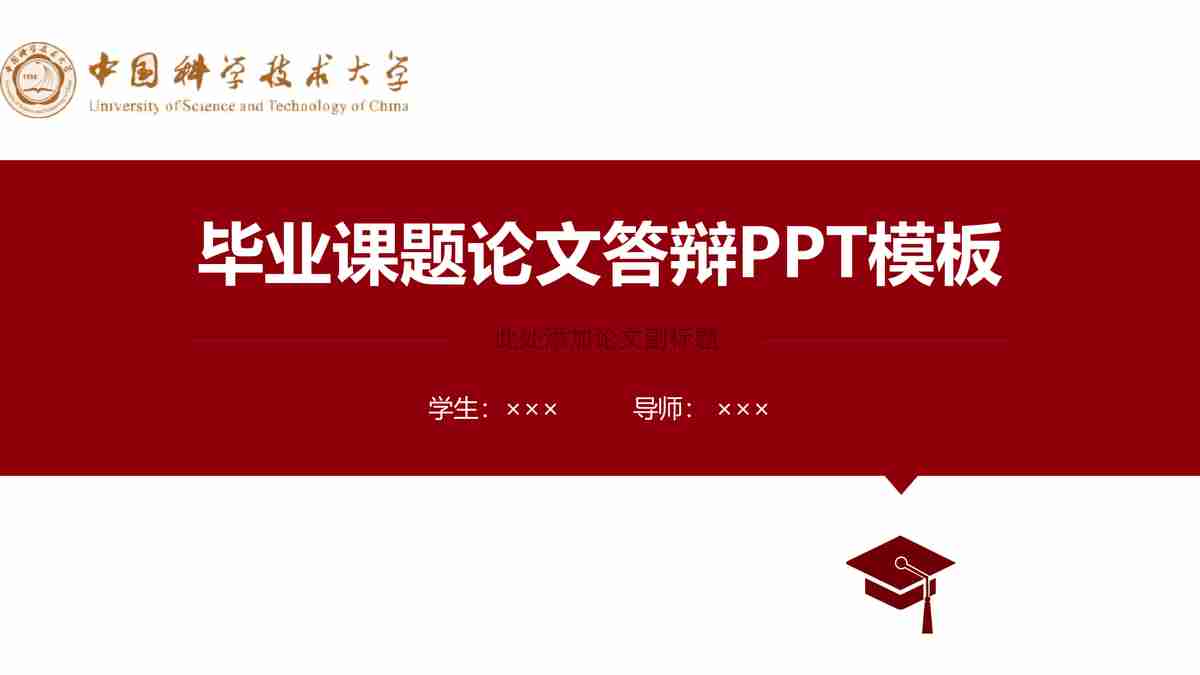 中国科学技术大学
University of Science and Technology of China
毕业课题论文答辩PPT模板
此处添加论文副标题
学生：××× 导师： ×××